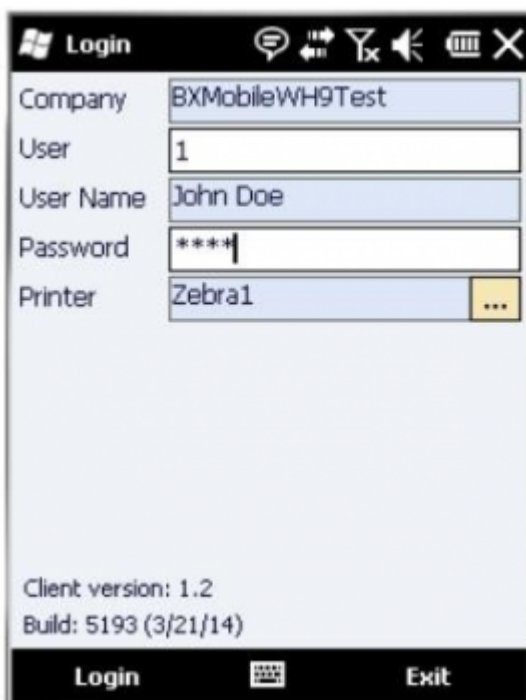 Login
Company BXMobileWH9Test
User 1
User Name John Doe
Password ****
Printer Zebra1 ...
Client version: 1.2
Build: 5193 (3/21/14)
Login Exit